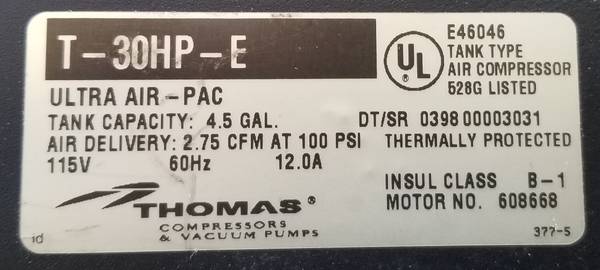 T-30HP-E
UL
E46046
TANK TYPE
AIR COMPRESSOR
528G LISTED
ULTRA AIR-PAC
TANK CAPACITY: 4.5 GAL. DT/SR 039800003031
AIR DELIVERY: 2.75 CFM AT 100 PSI THERMALLY PROTECTED
115V 60Hz 12.0A
THOMAS®
COMPRESSORS
& VACUUM PUMPS
INSUL CLASS B-1
MOTOR NO. 608668
id
377-5